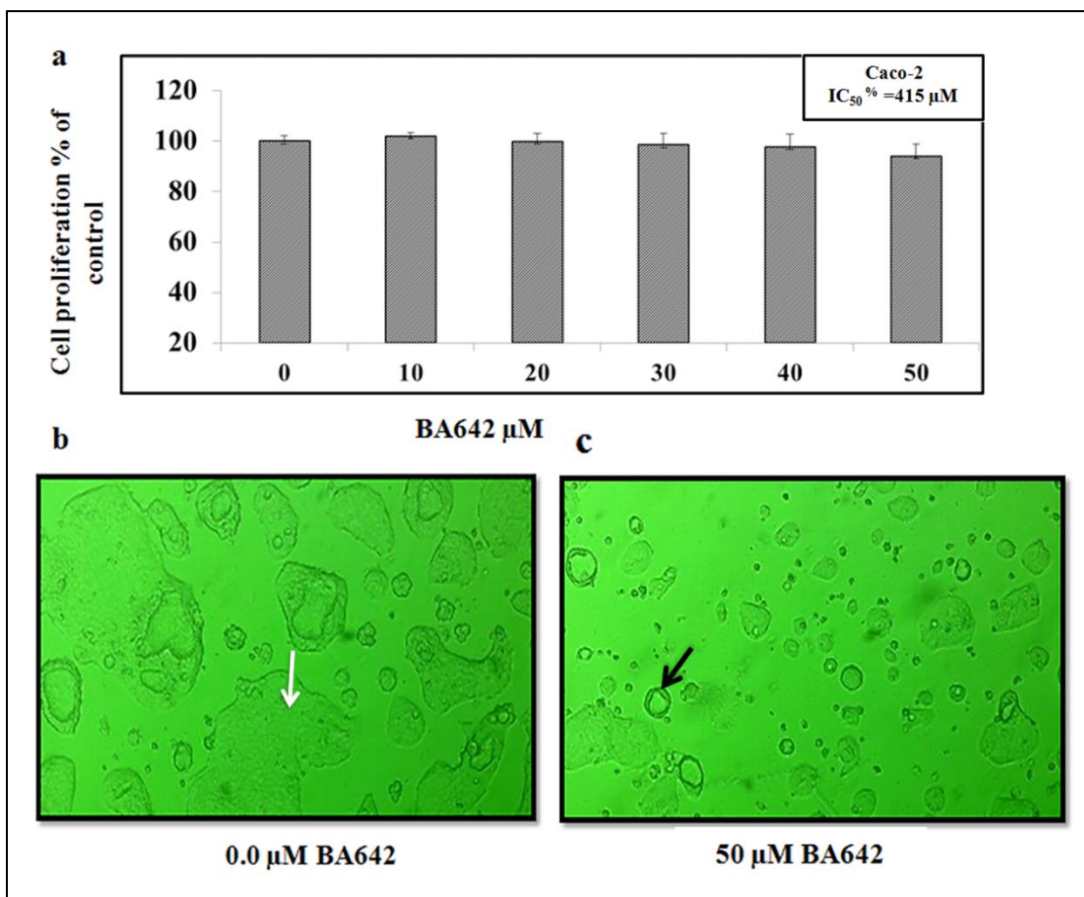 a
Caco-2
IC50 % =415 µM
Cell proliferation % of
control
120
100
80
60
40
20
0 10 20 30 40 50
BA642 µM
b
c
0.0 µM BA642
50 µM BA642